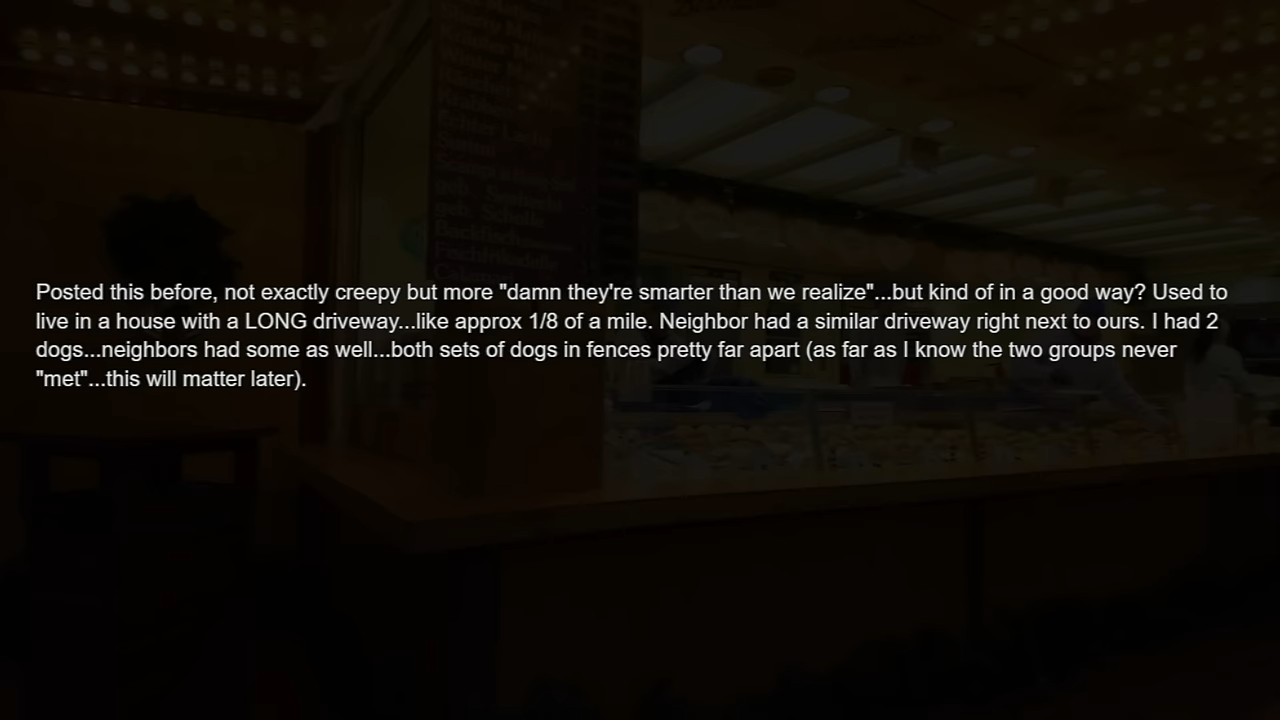 Posted this before, not exactly creepy but more "damn they're smarter than we realize"...but kind of in a good way? Used to
live in a house with a LONG driveway...like approx 1/8 of a mile. Neighbor had a similar driveway right next to ours. I had 2
dogs...neighbors had some as well...both sets of dogs in fences pretty far apart (as far as I know the two groups never
"met"...this will matter later).
Backfisch